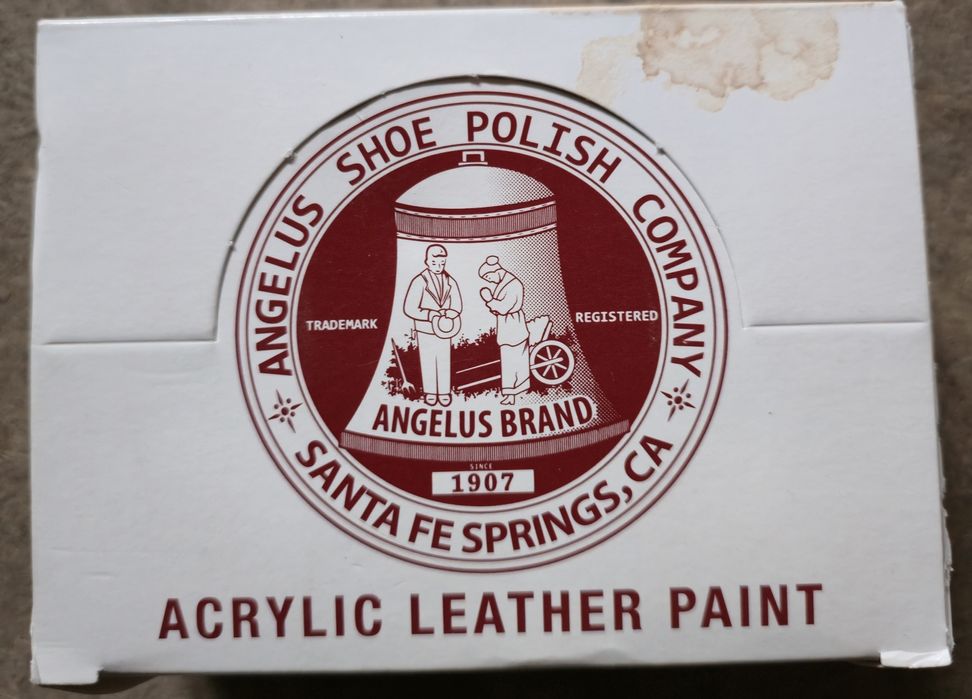 ANGELUS SHOE POLISH COMPANY
TRADEMARK
REGISTERED
ANGELUS BRAND
SINCE
1907
SANTA FE SPRINGS, CA
ACRYLIC LEATHER PAINT